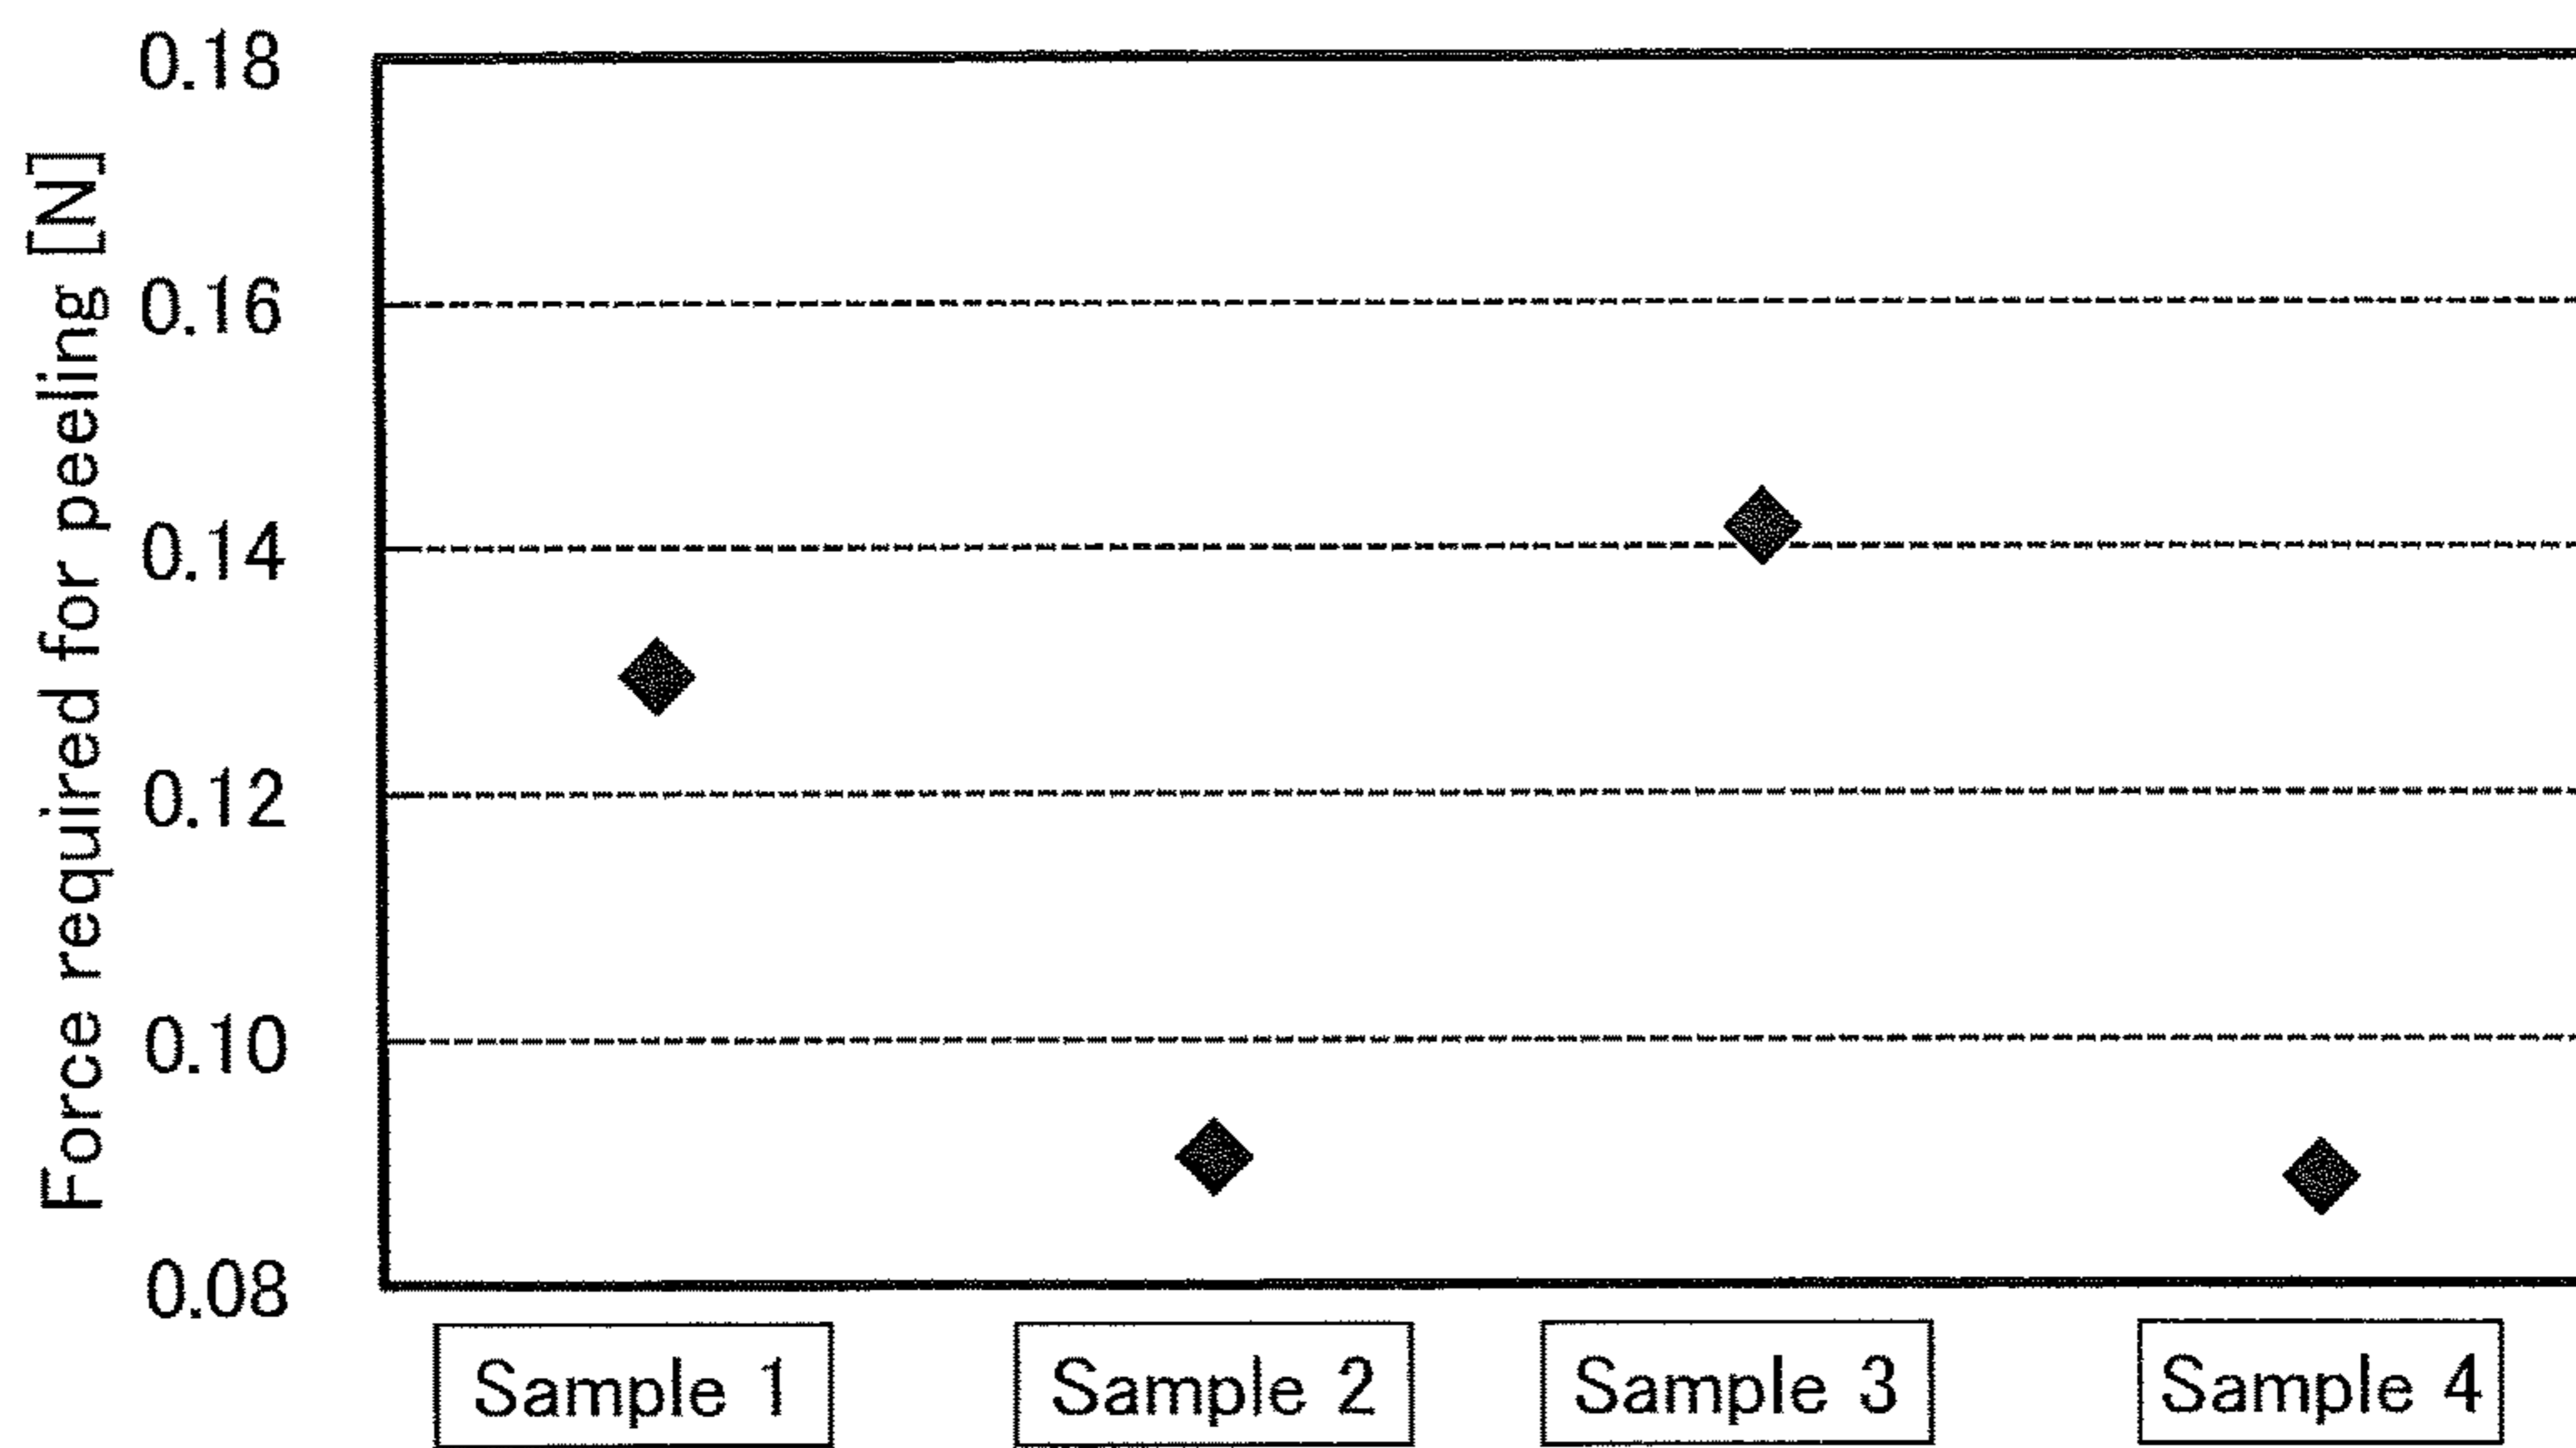 Force required for peeling [N]
0.18
0.16
0.14
0.12
0.10
0.08
Sample 1
Sample 2
Sample 3
Sample 4